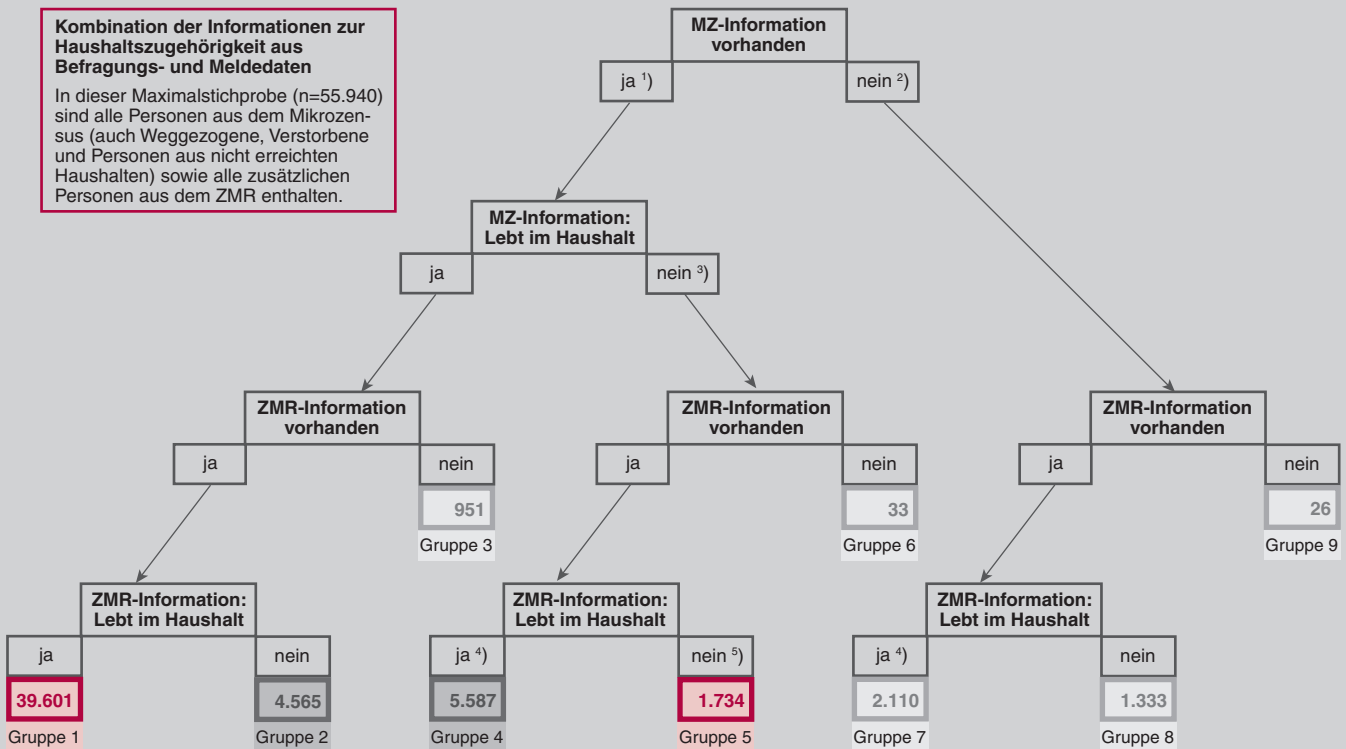 Kombination der Informationen zur
Haushaltszugehörigkeit aus
Befragungs- und Meldedaten
In dieser Maximalstichprobe (n=55.940)
sind alle Personen aus dem Mikrozen-
sus (auch Weggezogene, Verstorbene
und Personen aus nicht erreichten
Haushalten) sowie alle zusätzlichen
Personen aus dem ZMR enthalten.
MZ-Information
vorhanden
ja ¹)
nein ²)
MZ-Information:
Lebt im Haushalt
ja
nein ³)
ZMR-Information
vorhanden
ja
nein
951
Gruppe 3
ZMR-Information
vorhanden
ja
nein
33
Gruppe 6
ZMR-Information
vorhanden
ja
nein
26
Gruppe 9
ZMR-Information:
Lebt im Haushalt
ja
nein
39.601
4.565
Gruppe 1
Gruppe 2
ZMR-Information:
Lebt im Haushalt
ja ⁴)
nein ⁵)
5.587
1.734
Gruppe 4
Gruppe 5
ZMR-Information:
Lebt im Haushalt
ja ⁴)
nein
2.110
1.333
Gruppe 7
Gruppe 8